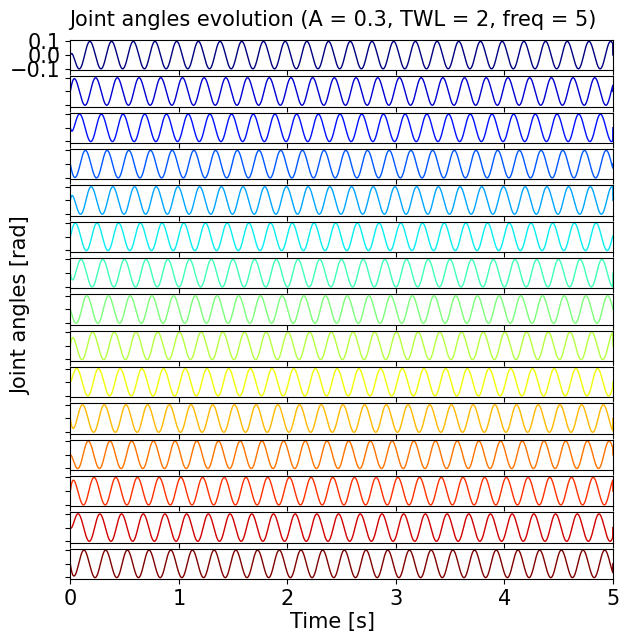 Joint angles evolution (A = 0.3, TWL = 2, freq = 5)
0.1
0.0
−0.1
Joint angles [rad]
0 1 2 3 4 5
Time [s]